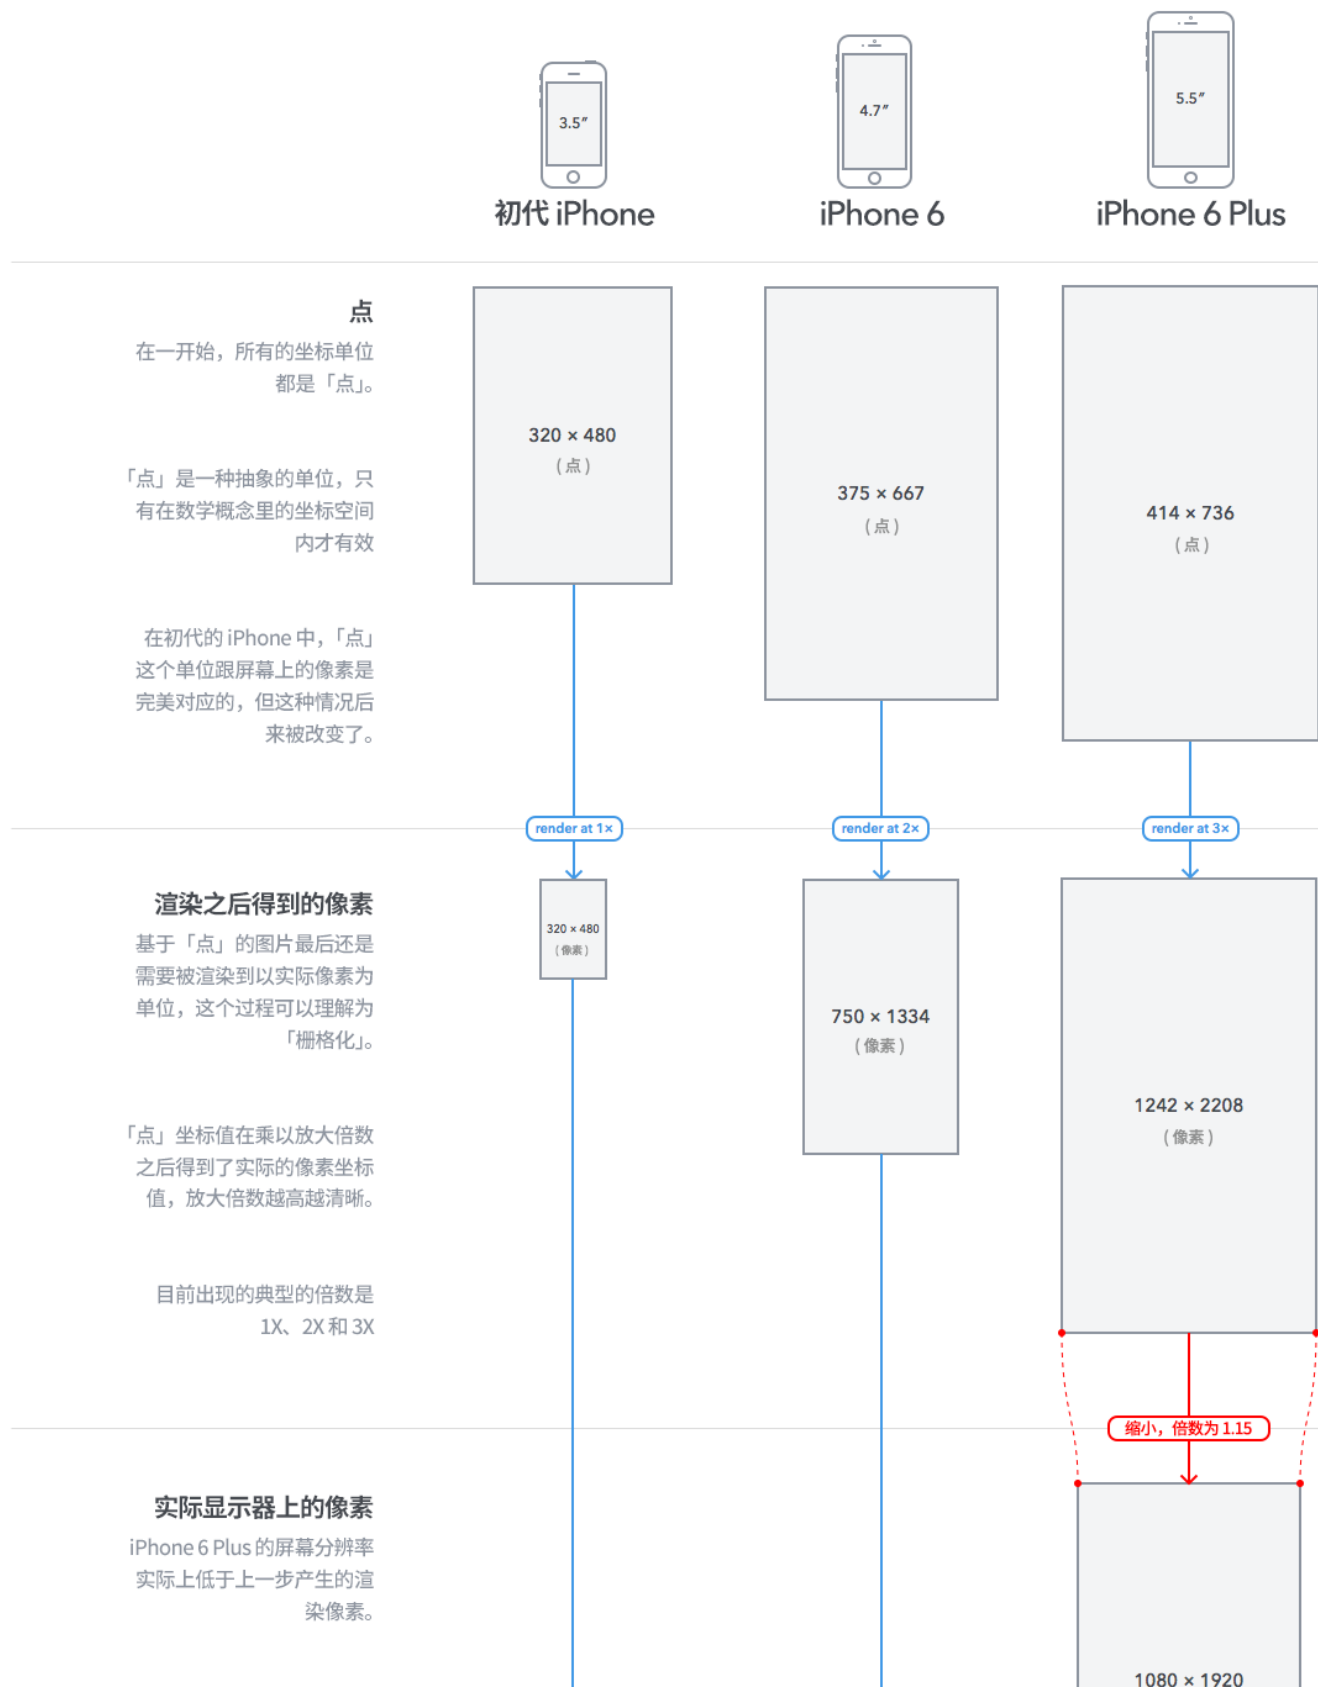 3.5″
4.7″
5.5″
初代 iPhone
iPhone 6
iPhone 6 Plus
点
在一开始，所有的坐标单位
都是「点」。
「点」是一种抽象的单位，只
有在数学概念里的坐标空间
内才有效
在初代的 iPhone 中，「点」
这个单位跟屏幕上的像素是
完美对应的，但这种情况后
来被改变了。
320 × 480
( 点 )
375 × 667
( 点 )
414 × 736
( 点 )
render at 1×
render at 2×
render at 3×
渲染之后得到的像素
基于「点」的图片最后还是
需要被渲染到以实际像素为
单位，这个过程可以理解为
「栅格化」。
「点」坐标值在乘以放大倍数
之后得到了实际的像素坐标
值，放大倍数越高越清晰。
目前出现的典型的倍数是
1X、2X 和 3X
320 × 480
( 像素 )
750 × 1334
( 像素 )
1242 × 2208
( 像素 )
缩小，倍数为 1.15
实际显示器上的像素
iPhone 6 Plus 的屏幕分辨率
实际上低于上一步产生的渲
染像素。
1080 × 1920